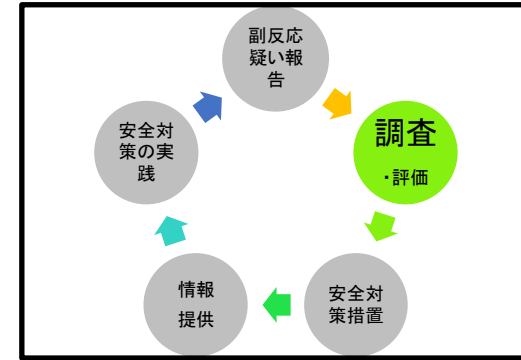 副反応
疑い報
告
調査
・評価
安全対
策措置
情報
提供
安全対
策の実
践